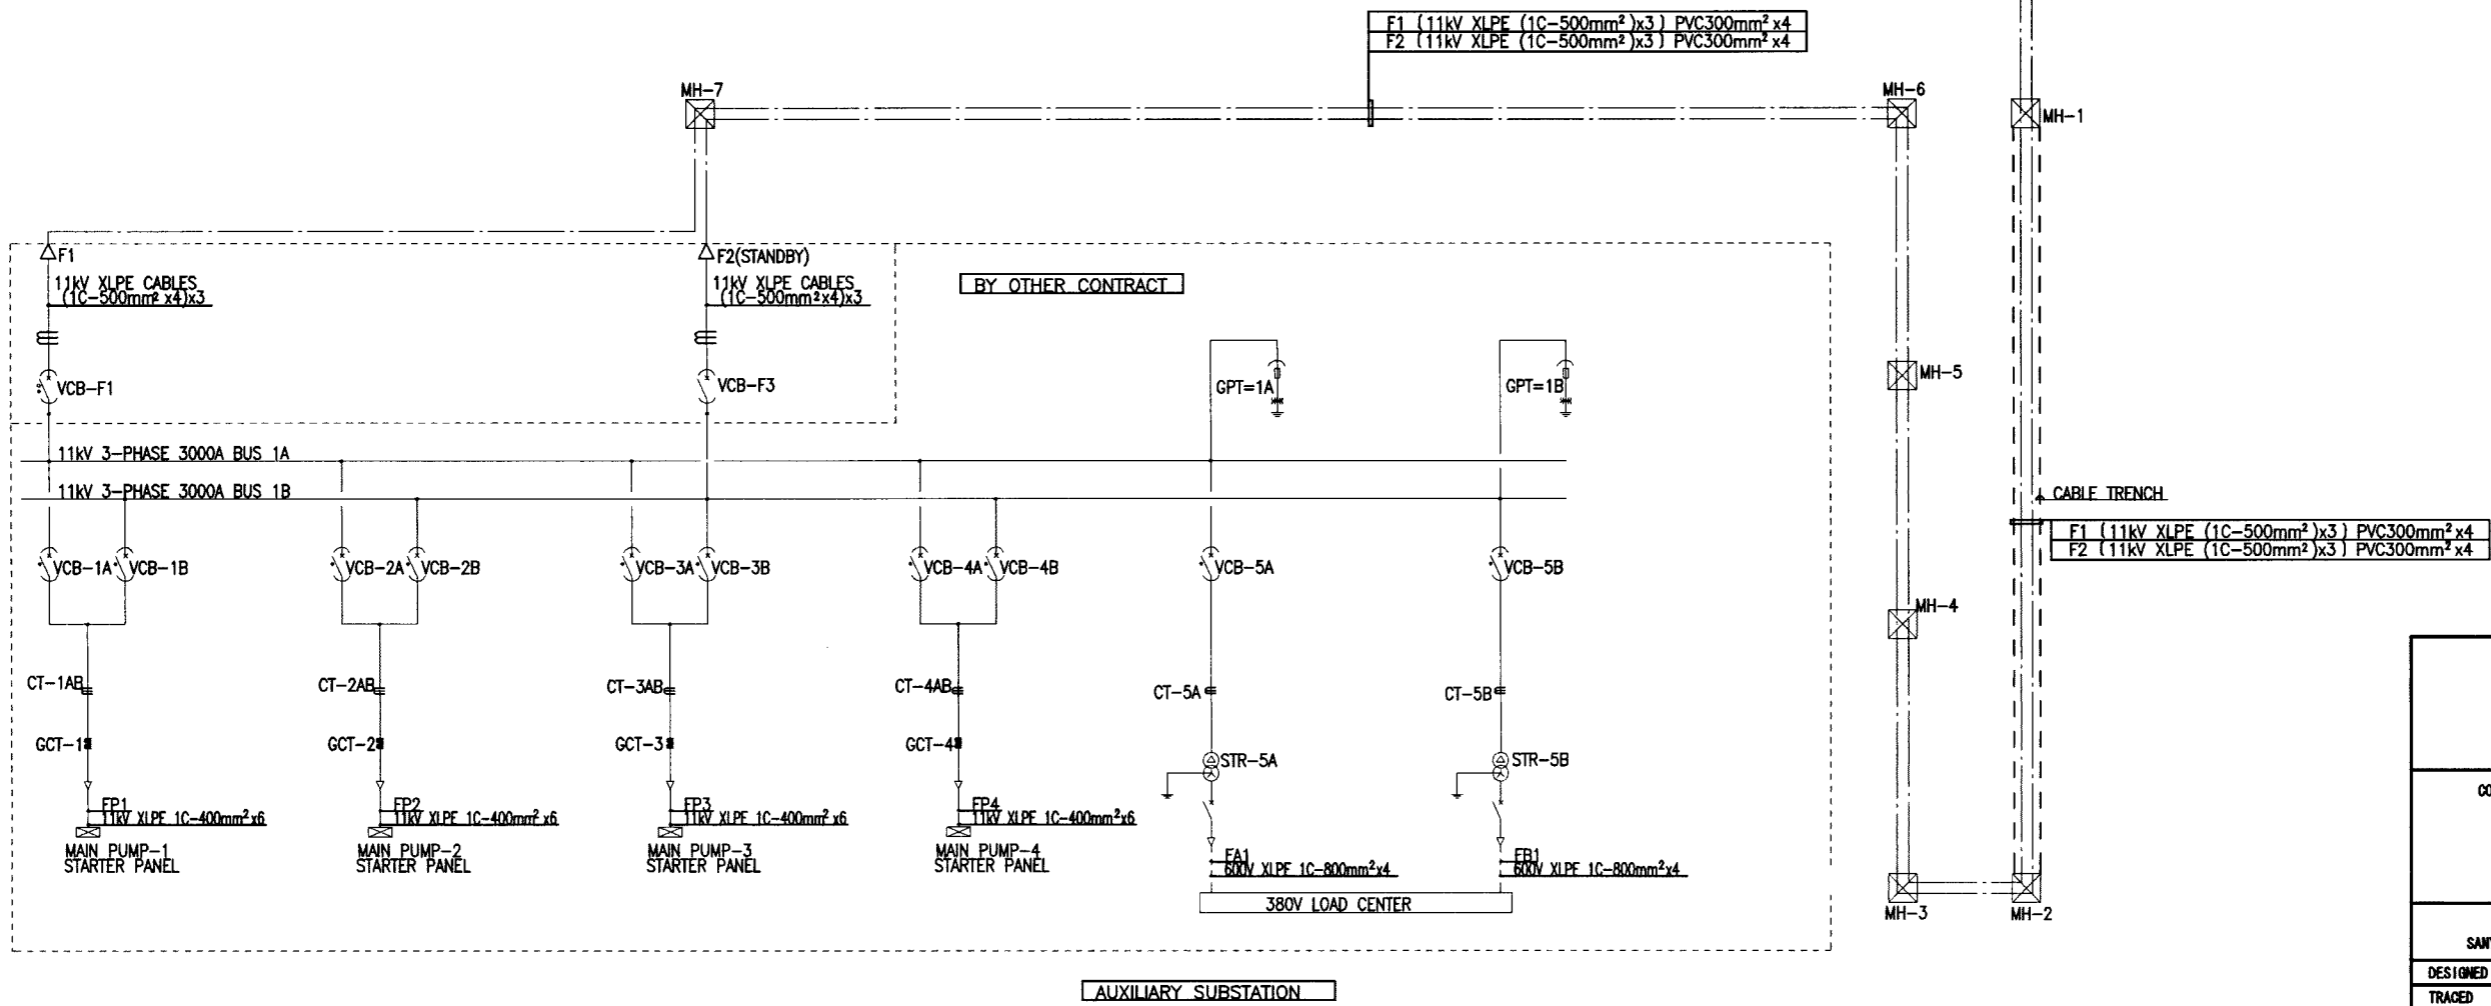 F1 (11kV XLPE (1C-500mm²)x3) PVC300mm² x4
F2 (11kV XLPE (1C-500mm²)x3) PVC300mm² x4
MH-7
MH-6
MH-1
F1
F2(STANDBY)
11kV XLPE CABLES
(1C-500mm² x4)x3
11kV XLPE CABLES
(1C-500mm²x4)x3
BY OTHER CONTRACT
VCB-F1
VCB-F3
GPT=1A
GPT=1B
MH-5
11kV 3-PHASE 3000A BUS 1A
11kV 3-PHASE 3000A BUS 1B
CABLE TRENCH
F1 (11kV XLPE (1C-500mm²)x3) PVC300mm² x4
F2 (11kV XLPE (1C-500mm²)x3) PVC300mm² x4
VCB-1A
VCB-1B
VCB-2A
VCB-2B
VCB-3A
VCB-3B
VCB-4A
VCB-4B
VCB-5A
VCB-5B
MH-4
CT-1AB
CT-2AB
CT-3AB
CT-4AB
CT-5A
CT-5B
GCT-1
GCT-2
GCT-3
GCT-4
STR-5A
STR-5B
FP1
11kV XLPE 1C-400mm²x6
FP2
11kV XLPE 1C-400mm²x6
FP3
11kV XLPE 1C-400mm²x6
FP4
11kV XLPE 1C-400mm²x6
MAIN PUMP-1
STARTER PANEL
MAIN PUMP-2
STARTER PANEL
MAIN PUMP-3
STARTER PANEL
MAIN PUMP-4
STARTER PANEL
FA1
600V XLPE 1C-800mm²x4
FB1
600V XLPE 1C-800mm²x4
380V LOAD CENTER
MH-3
MH-2
AUXILIARY SUBSTATION
CO
SAN
DESIGNED
TRACED